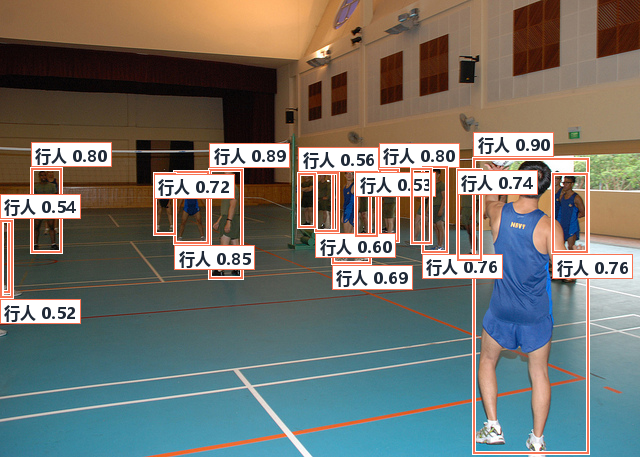 行人 0.90
行人 0.80
行人 0.89
行人 0.56
行人 0.80
行人 0.72
行人 0.53
行人 0.74
行人 0.54
NSVT
行人 0.60
行人 0.85
行人 0.69
行人 0.76
行人 0.76
行人 0.52